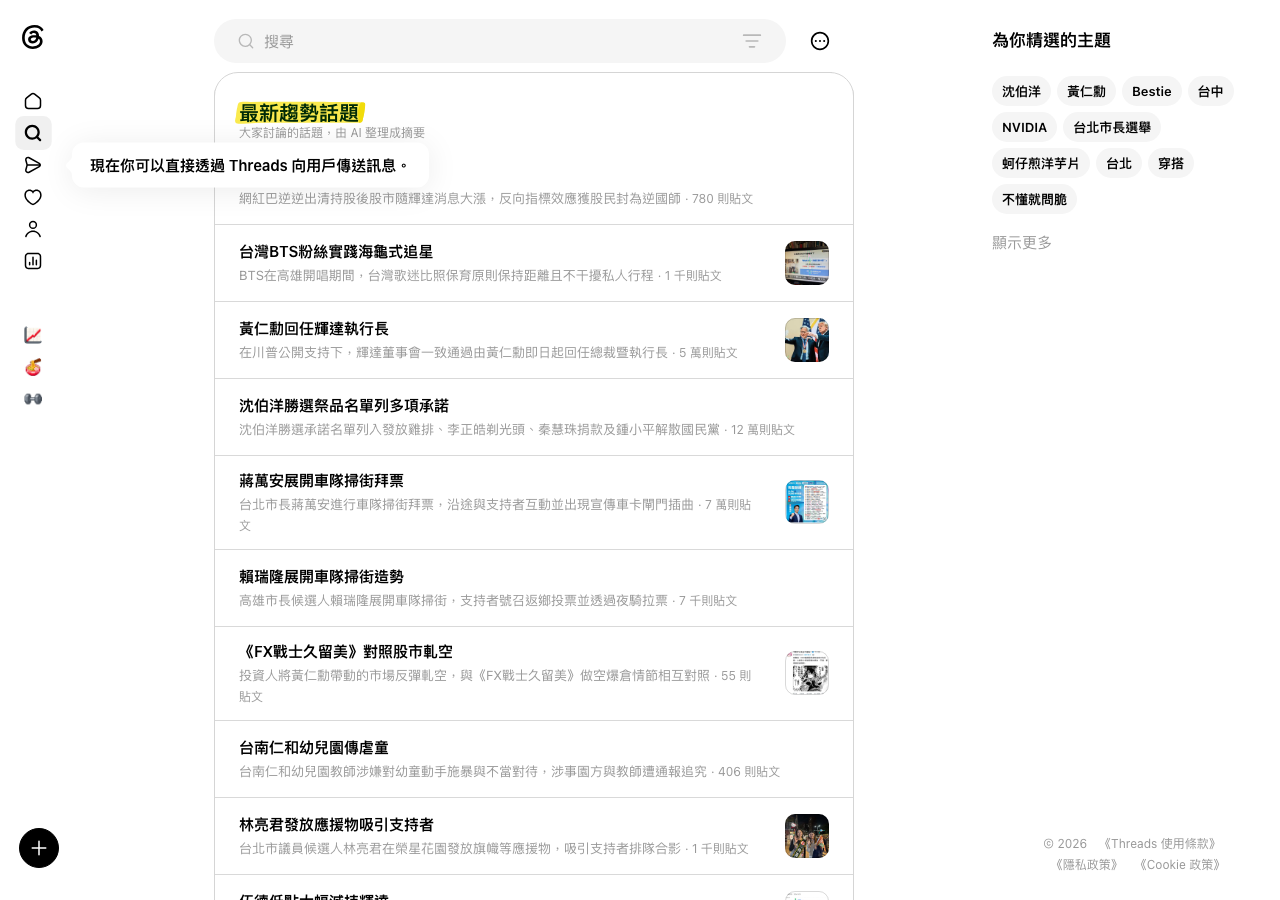 搜尋
最新趨勢話題
大家討論的話題，由 AI 整理成摘要
現在你可以直接透過 Threads 向用戶傳送訊息。
網紅巴逆逆出清持股後股市隨輝達消息大漲，反向指標效應獲股民封為逆國師 · 780 則貼文
台灣BTS粉絲實踐海龜式追星
BTS在高雄開唱期間，台灣歌迷比照保育原則保持距離且不干擾私人行程 · 1 千則貼文
黃仁勳回任輝達執行長
在川普公開支持下，輝達董事會一致通過由黃仁勳即日起回任總裁暨執行長 · 5 萬則貼文
沈伯洋勝選祭品名單列多項承諾
沈伯洋勝選承諾名單列入發放雞排、李正皓剃光頭、秦慧珠捐款及鍾小平解散國民黨 · 12 萬則貼文
蔣萬安展開車隊掃街拜票
台北市長蔣萬安進行車隊掃街拜票，沿途與支持者互動並出現宣傳車卡閘門插曲 · 7 萬則貼
文
賴瑞隆展開車隊掃街造勢
高雄市長候選人賴瑞隆展開車隊掃街，支持者號召返鄉投票並透過夜騎拉票 · 7 千則貼文
《FX戰士久留美》對照股市軋空
投資人將黃仁勳帶動的市場反彈軋空，與《FX戰士久留美》做空爆倉情節相互對照 · 55 則
貼文
台南仁和幼兒園傳虐童
台南仁和幼兒園教師涉嫌對幼童動手施暴與不當對待，涉事園方與教師遭通報追究 · 406 則貼文
林亮君發放應援物吸引支持者
台北市議員候選人林亮君在榮星花園發放旗幟等應援物，吸引支持者排隊合影 · 1 千則貼文
為你精選的主題
沈伯洋 黃仁勳 Bestie 台中
NVIDIA 台北市長選舉
蚵仔煎洋芋片 台北 穿搭
不懂就問脆
顯示更多
© 2026 《Threads 使用條款》
《隱私政策》 《Cookie 政策》